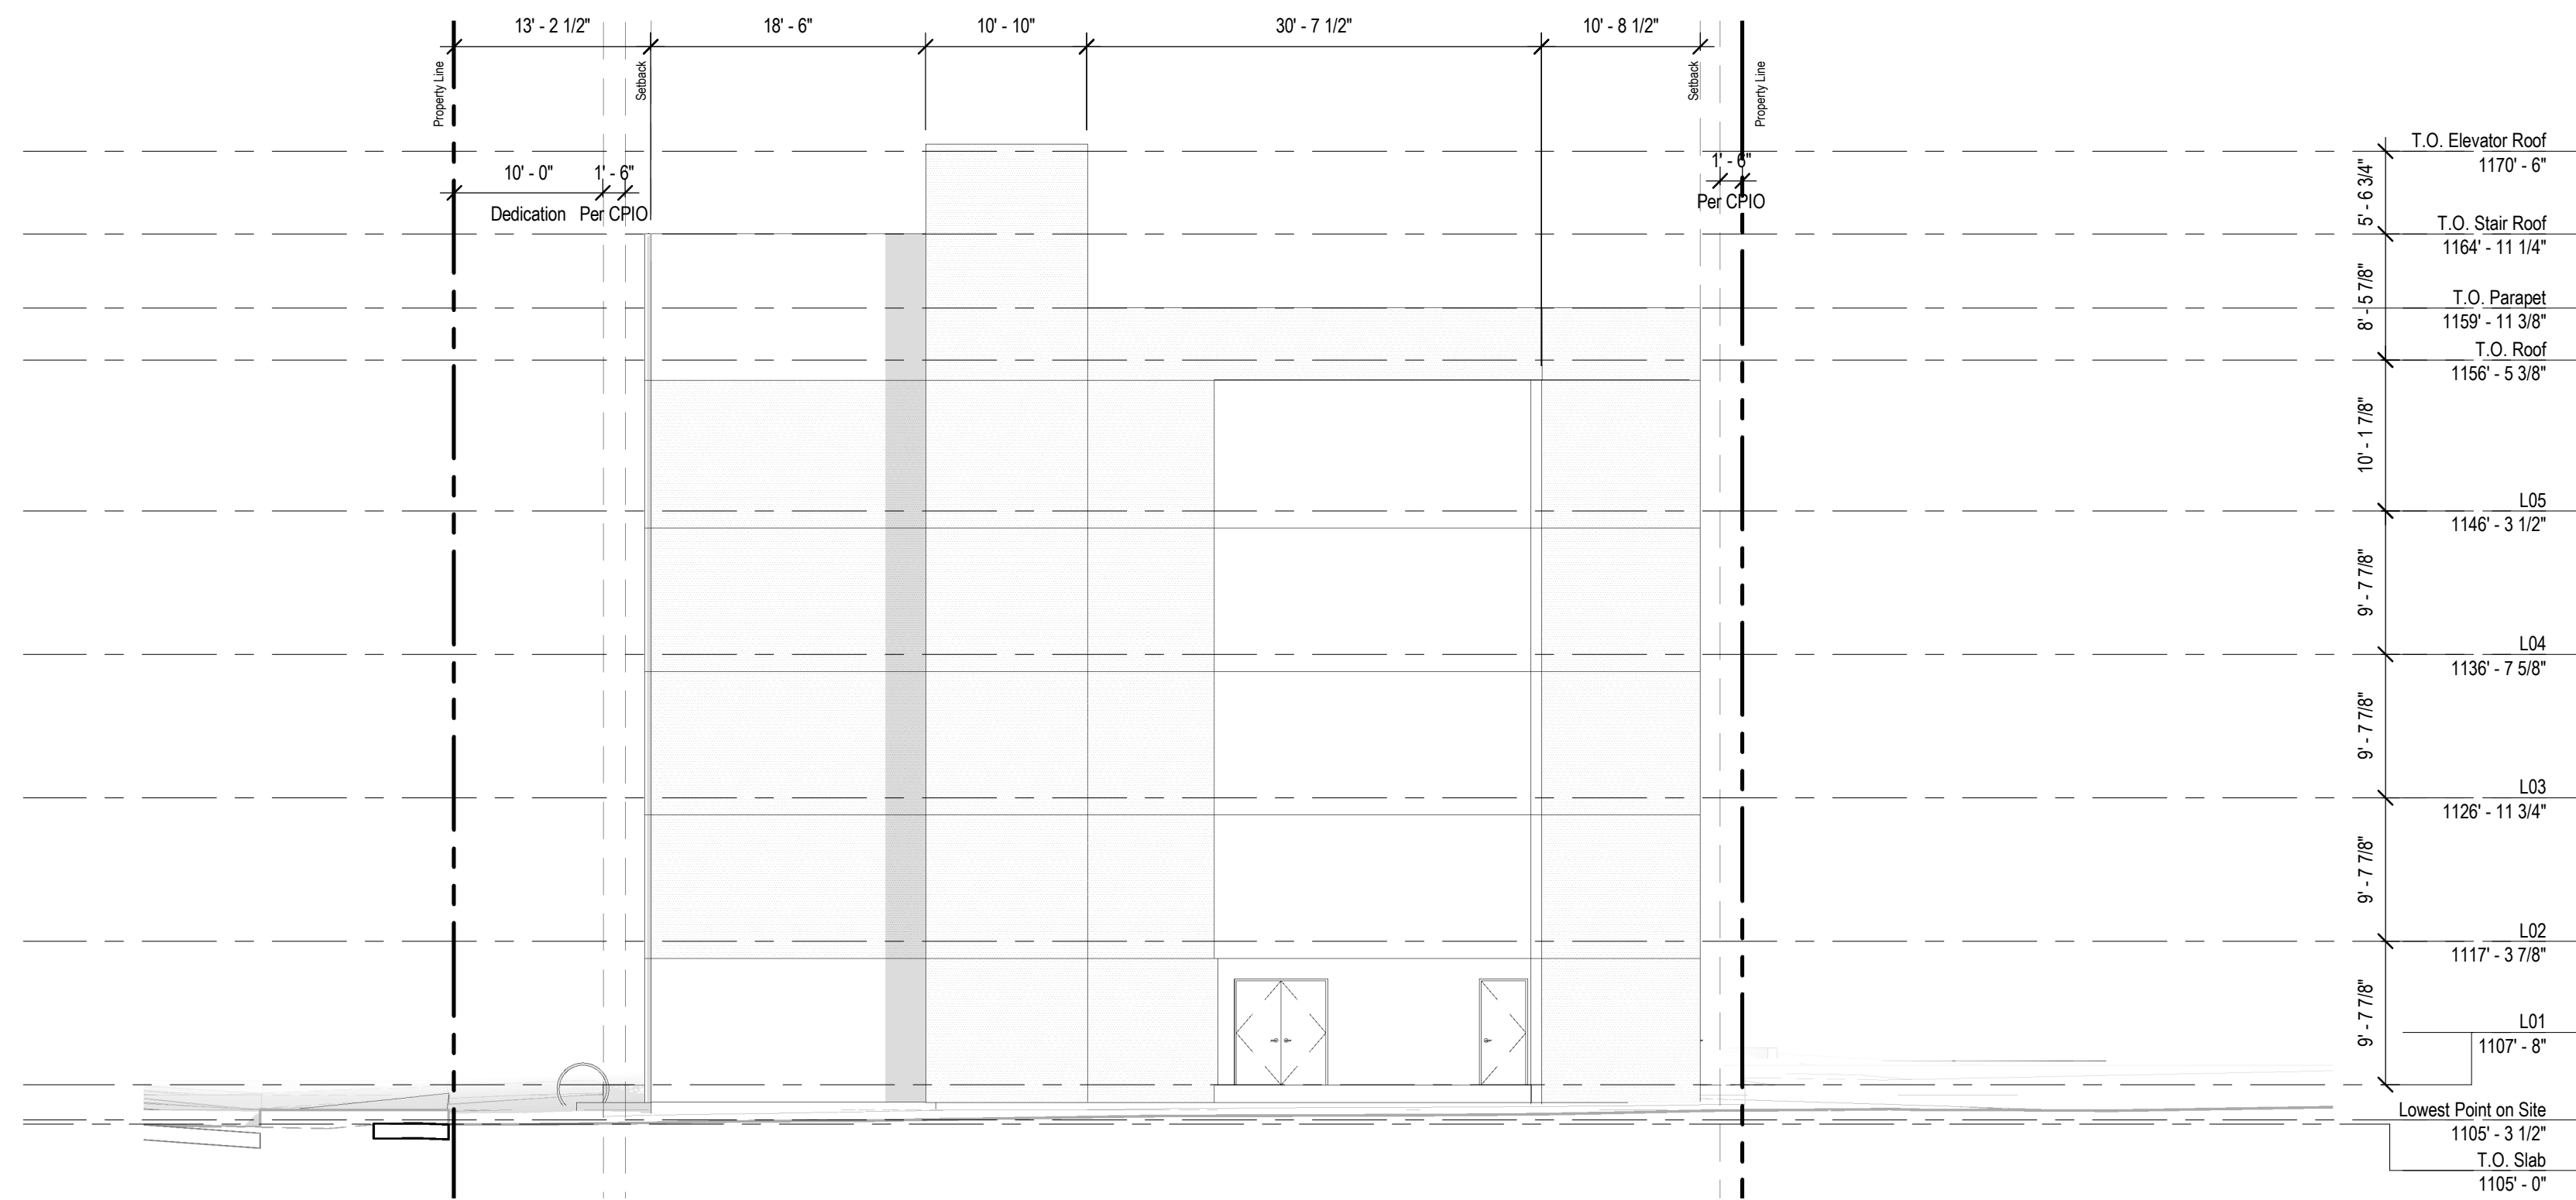 13' - 2 1/2" 18' - 6" 10' - 10" 30' - 7 1/2" 10' - 8 1/2"
Property Line
Setback
Setback
Property Line
10' - 0" 1' - 6"
Dedication Per CPIO
1' - 6"
Per CPIO
T.O. Elevator Roof
1170' - 6"
5' - 6 3/4"
T.O. Stair Roof
1164' - 11 1/4"
8' - 5 7/8"
T.O. Parapet
1159' - 11 3/8"
T.O. Roof
1156' - 5 3/8"
10' - 1 7/8"
L05
1146' - 3 1/2"
9' - 7 7/8"
L04
1136' - 7 5/8"
9' - 7 7/8"
L03
1126' - 11 3/4"
9' - 7 7/8"
L02
1117' - 3 7/8"
9' - 7 7/8"
L01
1107' - 8"
Lowest Point on Site
1105' - 3 1/2"
T.O. Slab
1105' - 0"